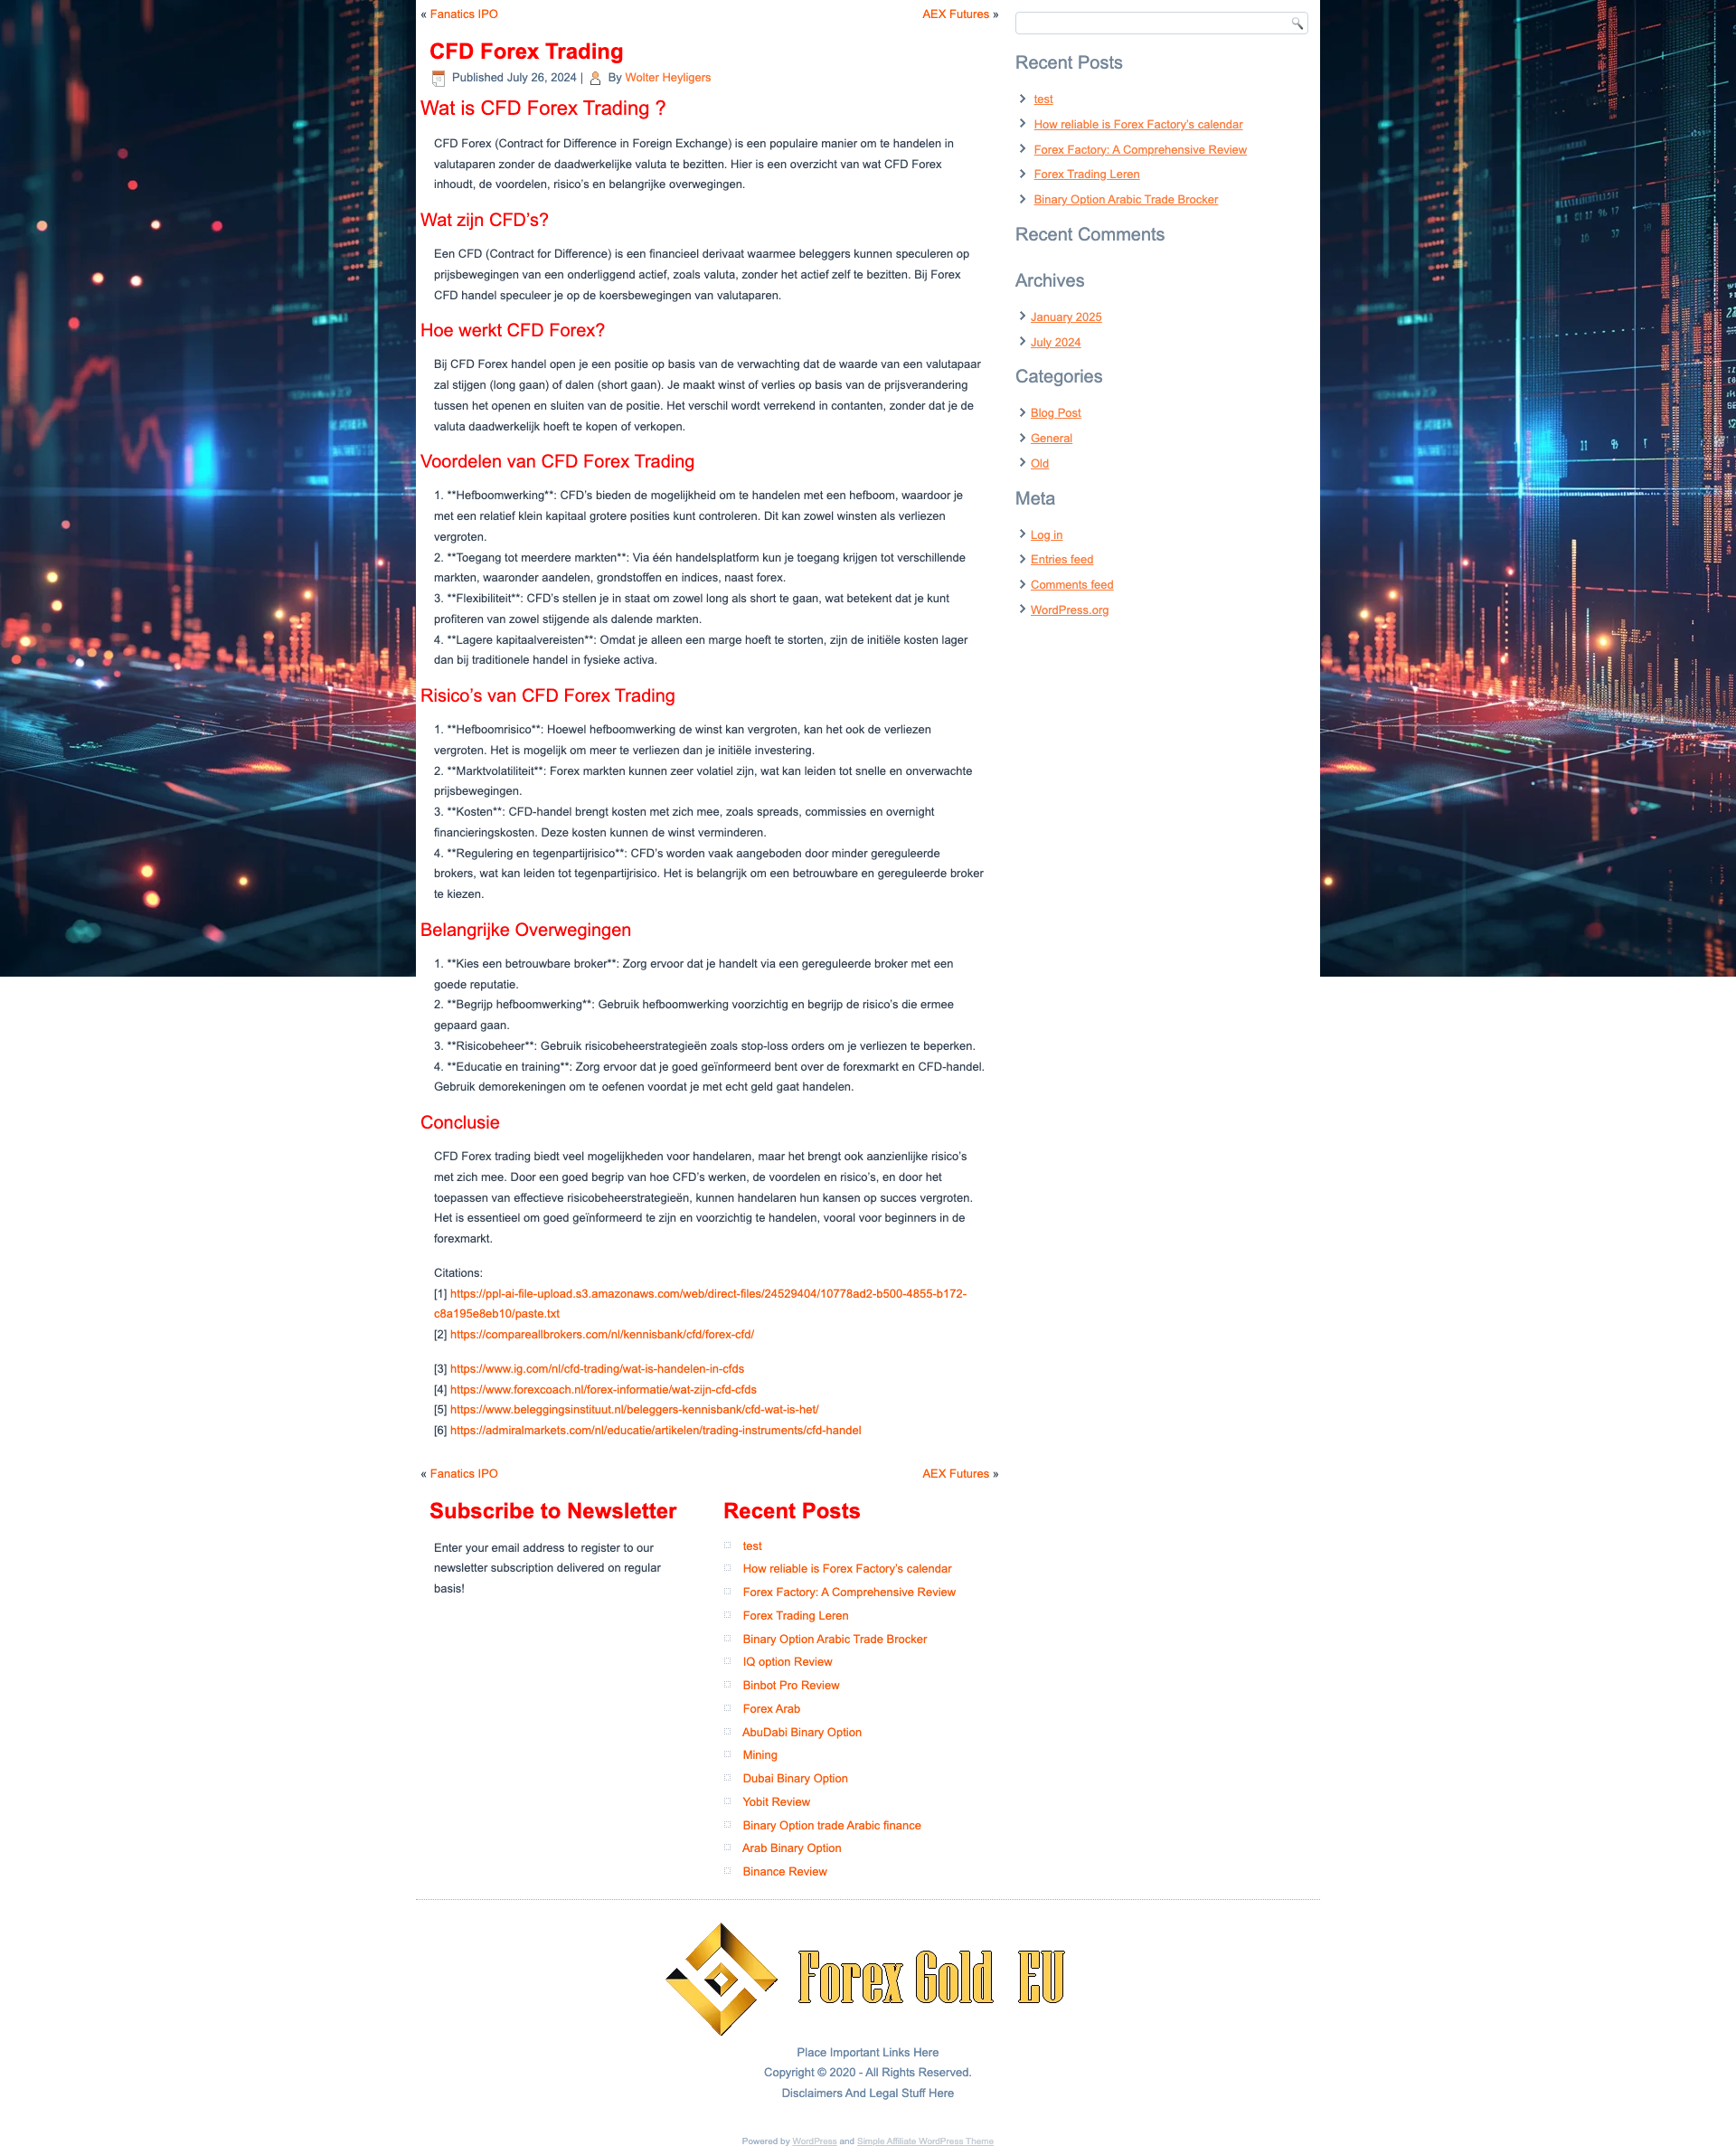 « Fanatics IPO
AEX Futures »
CFD Forex Trading
Published July 26, 2024 | By Wolter Heyligers
Wat is CFD Forex Trading ?
CFD Forex (Contract for Difference in Foreign Exchange) is een populaire manier om te handelen in
valutaparen zonder de daadwerkelijke valuta te bezitten. Hier is een overzicht van wat CFD Forex
inhoudt, de voordelen, risico’s en belangrijke overwegingen.
Wat zijn CFD’s?
Een CFD (Contract for Difference) is een financieel derivaat waarmee beleggers kunnen speculeren op
prijsbewegingen van een onderliggend actief, zoals valuta, zonder het actief zelf te bezitten. Bij Forex
CFD handel speculeer je op de koersbewegingen van valutaparen.
Hoe werkt CFD Forex?
Bij CFD Forex handel open je een positie op basis van de verwachting dat de waarde van een valutapaar
zal stijgen (long gaan) of dalen (short gaan). Je maakt winst of verlies op basis van de prijsverandering
tussen het openen en sluiten van de positie. Het verschil wordt verrekend in contanten, zonder dat je de
valuta daadwerkelijk hoeft te kopen of verkopen.
Voordelen van CFD Forex Trading
1. **Hefboomwerking**: CFD’s bieden de mogelijkheid om te handelen met een hefboom, waardoor je
met een relatief klein kapitaal grotere posities kunt controleren. Dit kan zowel winsten als verliezen
vergroten.
2. **Toegang tot meerdere markten**: Via één handelsplatform kun je toegang krijgen tot verschillende
markten, waaronder aandelen, grondstoffen en indices, naast forex.
3. **Flexibiliteit**: CFD’s stellen je in staat om zowel long als short te gaan, wat betekent dat je kunt
profiteren van zowel stijgende als dalende markten.
4. **Lagere kapitaalvereisten**: Omdat je alleen een marge hoeft te storten, zijn de initiële kosten lager
dan bij traditionele handel in fysieke activa.
Risico’s van CFD Forex Trading
1. **Hefboomrisico**: Hoewel hefboomwerking de winst kan vergroten, kan het ook de verliezen
vergroten. Het is mogelijk om meer te verliezen dan je initiële investering.
2. **Marktvolatiliteit**: Forex markten kunnen zeer volatiel zijn, wat kan leiden tot snelle en onverwachte
prijsbewegingen.
3. **Kosten**: CFD-handel brengt kosten met zich mee, zoals spreads, commissies en overnight
financieringskosten. Deze kosten kunnen de winst verminderen.
4. **Regulering en tegenpartijrisico**: CFD’s worden vaak aangeboden door minder gereguleerde
brokers, wat kan leiden tot tegenpartijrisico. Het is belangrijk om een betrouwbare en gereguleerde broker
te kiezen.
Belangrijke Overwegingen
1. **Kies een betrouwbare broker**: Zorg ervoor dat je handelt via een gereguleerde broker met een
goede reputatie.
2. **Begrijp hefboomwerking**: Gebruik hefboomwerking voorzichtig en begrijp de risico’s die ermee
gepaard gaan.
3. **Risicobeheer**: Gebruik risicobeheerstrategieën zoals stop-loss orders om je verliezen te beperken.
4. **Educatie en training**: Zorg ervoor dat je goed geïnformeerd bent over de forexmarkt en CFD-handel.
Gebruik demorekeningen om te oefenen voordat je met echt geld gaat handelen.
Conclusie
CFD Forex trading biedt veel mogelijkheden voor handelaren, maar het brengt ook aanzienlijke risico’s
met zich mee. Door een goed begrip van hoe CFD’s werken, de voordelen en risico’s, en door het
toepassen van effectieve risicobeheerstrategieën, kunnen handelaren hun kansen op succes vergroten.
Het is essentieel om goed geïnformeerd te zijn en voorzichtig te handelen, vooral voor beginners in de
forexmarkt.
Citations:
[1] https://ppl-ai-file-upload.s3.amazonaws.com/web/direct-files/24529404/10778ad2-b500-4855-b172-
c8a195e8eb10/paste.txt
[2] https://compareallbrokers.com/nl/kennisbank/cfd/forex-cfd/
[3] https://www.ig.com/nl/cfd-trading/wat-is-handelen-in-cfds
[4] https://www.forexcoach.nl/forex-informatie/wat-zijn-cfd-cfds
[5] https://www.beleggingsinstituut.nl/beleggers-kennisbank/cfd-wat-is-het/
[6] https://admiralmarkets.com/nl/educatie/artikelen/trading-instruments/cfd-handel
« Fanatics IPO
AEX Futures »
Recent Posts
test
How reliable is Forex Factory’s calendar
Forex Factory: A Comprehensive Review
Forex Trading Leren
Binary Option Arabic Trade Brocker
Recent Comments
Archives
January 2025
July 2024
Categories
Blog Post
General
Old
Meta
Log in
Entries feed
Comments feed
WordPress.org
Subscribe to Newsletter
Enter your email address to register to our
newsletter subscription delivered on regular
basis!
Recent Posts
test
How reliable is Forex Factory’s calendar
Forex Factory: A Comprehensive Review
Forex Trading Leren
Binary Option Arabic Trade Brocker
IQ option Review
Binbot Pro Review
Forex Arab
AbuDabi Binary Option
Mining
Dubai Binary Option
Yobit Review
Binary Option trade Arabic finance
Arab Binary Option
Binance Review
Forex Gold EU
Place Important Links Here
Copyright © 2020 - All Rights Reserved.
Disclaimers And Legal Stuff Here
Powered by WordPress and Simple Affiliate WordPress Theme